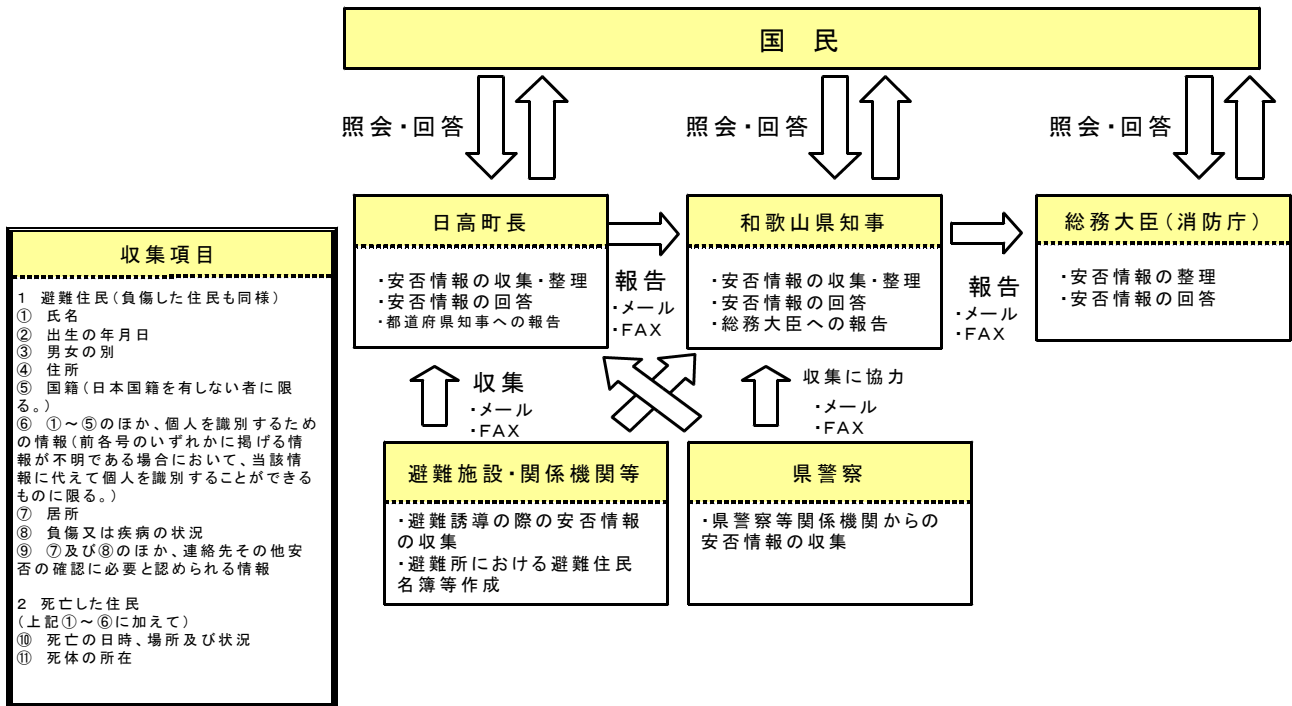 国　民
照会・回答
照会・回答
照会・回答
日高町長
・安否情報の収集・整理
・安否情報の回答
・都道府県知事への報告
報告
・メール
・FAX
和歌山県知事
・安否情報の収集・整理
・安否情報の回答
・総務大臣への報告
報告
・メール
・FAX
総務大臣（消防庁）
・安否情報の整理
・安否情報の回答
収集項目
1　避難住民（負傷した住民も同様）
①　氏名
②　出生の年月日
③　男女の別
④　住所
⑤　国籍（日本国籍を有しない者に限
る。）
⑥　①～⑤のほか、個人を識別するため
の情報（前各号のいずれかに掲げる情
報が不明である場合において、当該情
報に代えて個人を識別することができる
ものに限る。）
⑦　居所
⑧　負傷又は疾病の状況
⑨　⑦及び⑧のほか、連絡先その他安
否の確認に必要と認められる情報
2　死亡した住民
（上記①～⑥に加えて）
⑩　死亡の日時、場所及び状況
⑪　死体の所在
収集
・メール
・FAX
収集に協力
・メール
・FAX
避難施設・関係機関等
・避難誘導の際の安否情報
の収集
・避難所における避難住民
名簿等作成
県警察
・県警察等関係機関からの
安否情報の収集